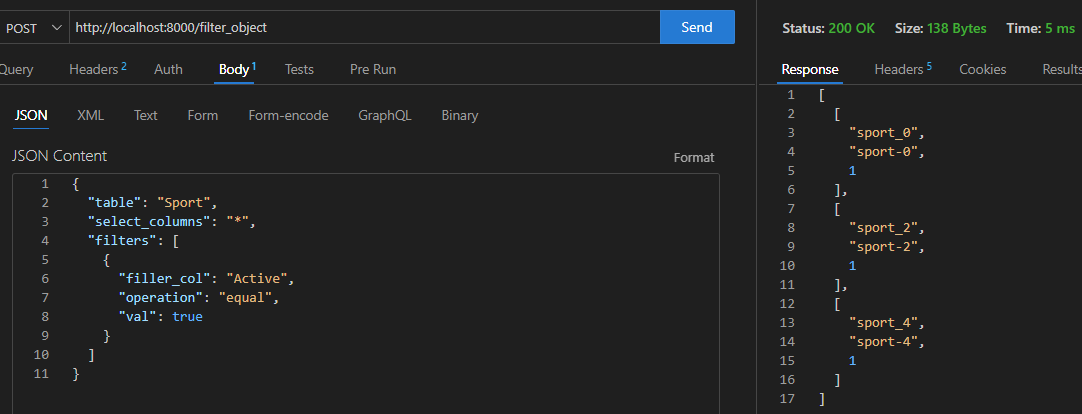 POST
http://localhost:8000/filter_object
Send
Query
Headers 2
Auth
Body 1
Tests
Pre Run
JSON
XML
Text
Form
Form-encode
GraphQL
Binary
JSON Content
Format
1 {
2 "table": "Sport",
3 "select_columns": "*",
4 "filters": [
5 {
6 "filler_col": "Active",
7 "operation": "equal",
8 "val": true
9 }
10 ]
11 }
Status: 200 OK Size: 138 Bytes Time: 5 ms
Response
Headers 5
Cookies
Results
1 [
2 [
3 "sport_0",
4 "sport-0",
5 1
6 ],
7 [
8 "sport_2",
9 "sport-2",
10 1
11 ],
12 [
13 "sport_4",
14 "sport-4",
15 1
16 ]
17 ]